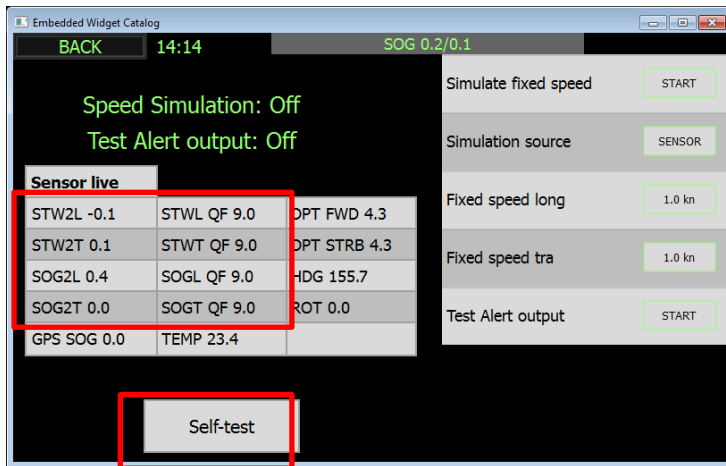 Embedded Widget Catalog
BACK 14:14 SOG 0.2/0.1
Speed Simulation: Off
Test Alert output: Off
Simulate fixed speed START
Simulation source SENSOR
Fixed speed long 1.0 kn
Fixed speed tra 1.0 kn
Test Alert output START
Sensor live
STW2L -0.1 STWL QF 9.0 OPT FWD 4.3
STW2T 0.1 STWT QF 9.0 OPT STRB 4.3
SOG2L 0.4 SOGL QF 9.0 HDG 155.7
SOG2T 0.0 SOGT QF 9.0 ROT 0.0
GPS SOG 0.0 TEMP 23.4
Self-test